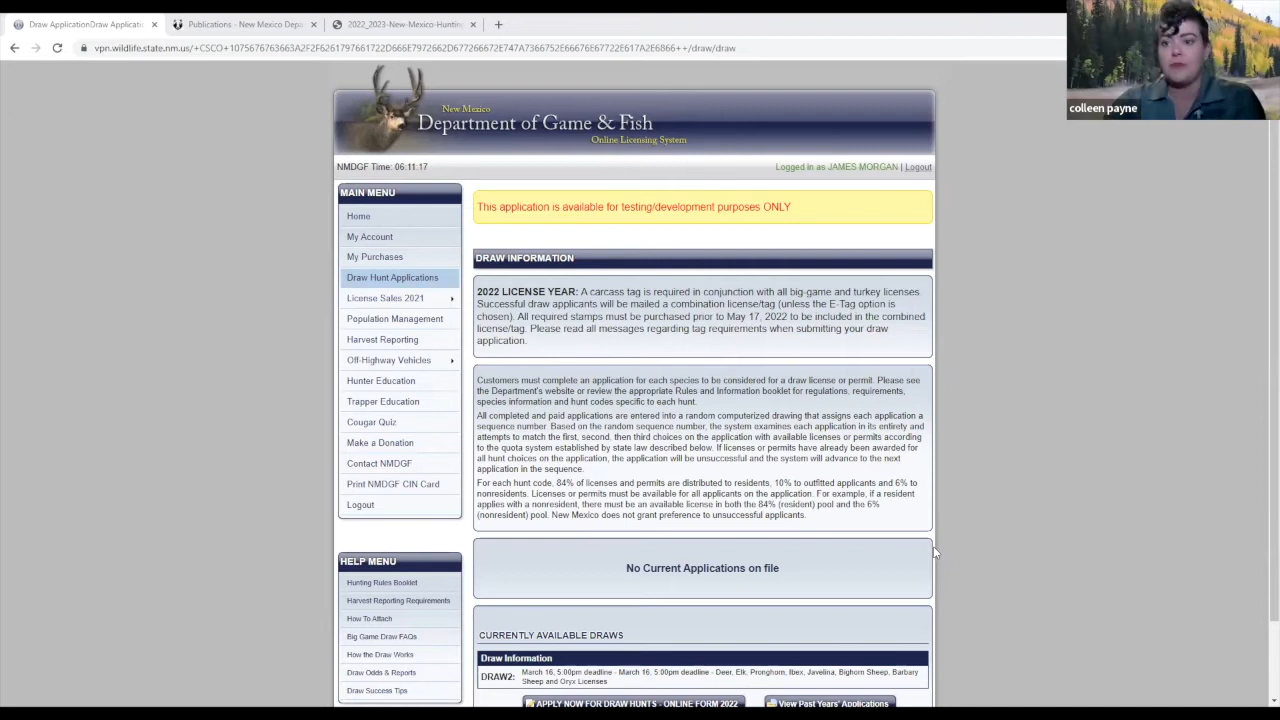 Draw ApplicationDraw Applicati
Publications - New Mexico Depa
2022_2023-New-Mexico-Hunting
vpn.wildlife.state.nm.us/+CSCO+1075676763663A2F2F6261797661722D666E7972662D677266672E747A7366752E66676E67722E617A2E6866++/draw/draw
colleen payne
New Mexico
Department of Game & Fish
Online Licensing System
NMDGF Time: 06:11:17
Logged in as JAMES MORGAN | Logout
MAIN MENU
Home
My Account
My Purchases
Draw Hunt Applications
License Sales 2021
Population Management
Harvest Reporting
Off-Highway Vehicles
Hunter Education
Trapper Education
Cougar Quiz
Make a Donation
Contact NMDGF
Print NMDGF CIN Card
Logout
HELP MENU
Hunting Rules Booklet
Harvest Reporting Requirements
How To Attach
Big Game Draw FAQs
How the Draw Works
Draw Odds & Reports
Draw Success Tips
This application is available for testing/development purposes ONLY
DRAW INFORMATION
2022 LICENSE YEAR: A carcass tag is required in conjunction with all big-game and turkey licenses
Successful draw applicants will be mailed a combination license/tag (unless the E-Tag option is
chosen). All required stamps must be purchased prior to May 17, 2022 to be included in the combined
license/tag. Please read all messages regarding tag requirements when submitting your draw
application.
Customers must complete an application for each species to be considered for a draw license or permit. Please see
the Department's website or review the appropriate Rules and Information booklet for regulations, requirements,
species information and hunt codes specific to each hunt.
All completed and paid applications are entered into a random computerized drawing that assigns each application a
sequence number. Based on the random sequence number, the system examines each application in its entirety and
attempts to match the first, second, then third choices on the application with available licenses or permits according
to the quota system established by state law described below. If licenses or permits have already been awarded for
all hunt choices on the application, the application will be unsuccessful and the system will advance to the next
application in the sequence.
For each hunt code, 84% of licenses and permits are distributed to residents, 10% to outfitted applicants and 6% to
nonresidents. Licenses or permits must be available for all applicants on the application. For example, if a resident
applies with a nonresident, there must be an available license in both the 84% (resident) pool and the 6%
(nonresident) pool. New Mexico does not grant preference to unsuccessful applicants.
No Current Applications on file
CURRENTLY AVAILABLE DRAWS
Draw Information
DRAW2: March 16, 5:00pm deadline - March 16, 5:00pm deadline - Deer, Elk, Pronghorn, Ibex, Javelina, Bighorn Sheep, Barbary
Sheep and Oryx Licenses
APPLY NOW FOR DRAW HUNTS - ONLINE FORM 2022
View Past Years' Applications